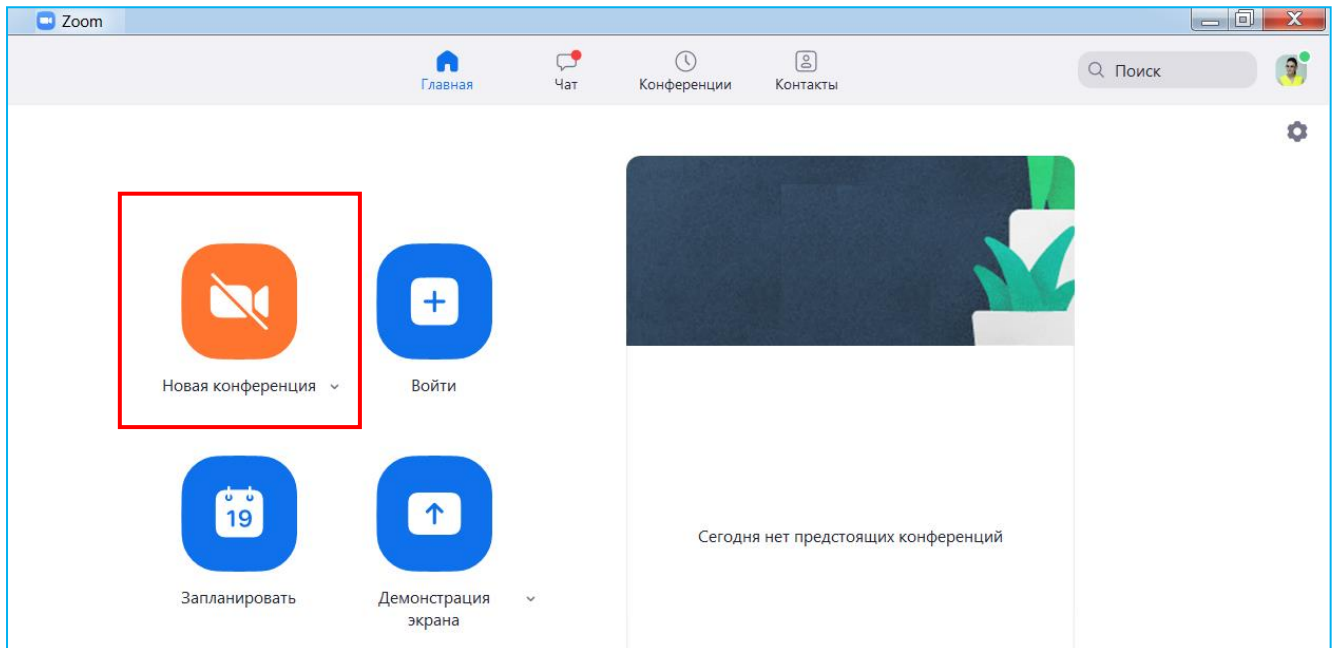 Zoom
Главная
Чат
Конференции
Контакты
Поиск
Новая конференция
Войти
19
Запланировать
Демонстрация
экрана
Сегодня нет предстоящих конференций